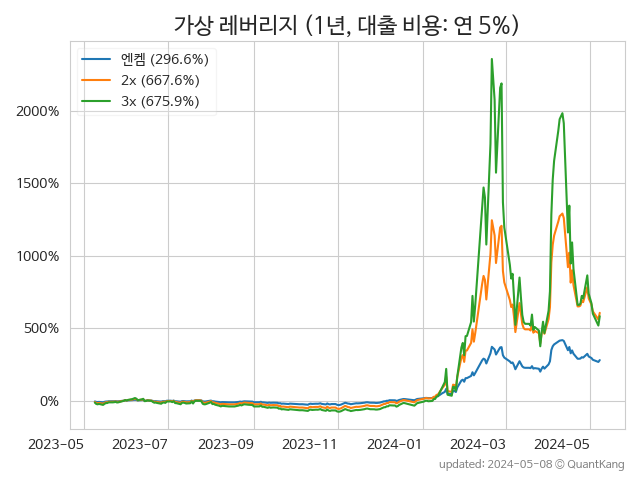 가상 레버리지 (1년, 대출 비용: 연 5%)
엔켐 (296.6%)
2x (667.6%)
3x (675.9%)
2000%
1500%
1000%
500%
0%
2023-05 2023-07 2023-09 2023-11 2024-01 2024-03 2024-05
updated: 2024-05-08 © QuantKang